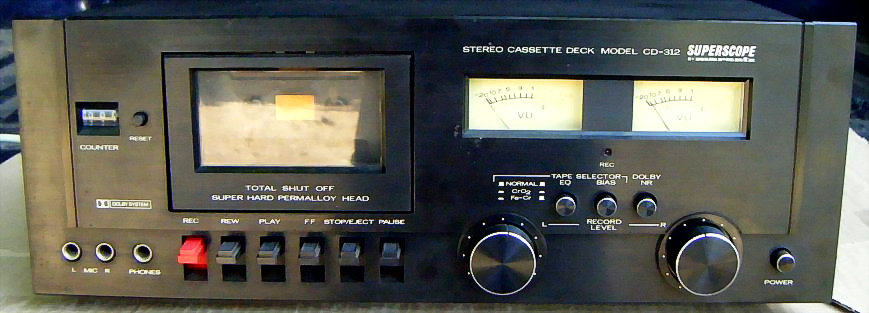 STEREO CASSETTE DECK MODEL CD-312 SUPERSCOPE
VU
VU
COUNTER
RESET
REC
TOTAL SHUT OFF
SUPER HARD PERMALLOY HEAD
DOLBY SYSTEM
NORMAL
CrO2
Fe-Cr
TAPE SELECTOR
EQ
BIAS
DOLBY
NR
REC
REW
PLAY
FF
STOP/EJECT
PAUSE
L
RECORD
LEVEL
R
L
MIC
R
PHONES
POWER